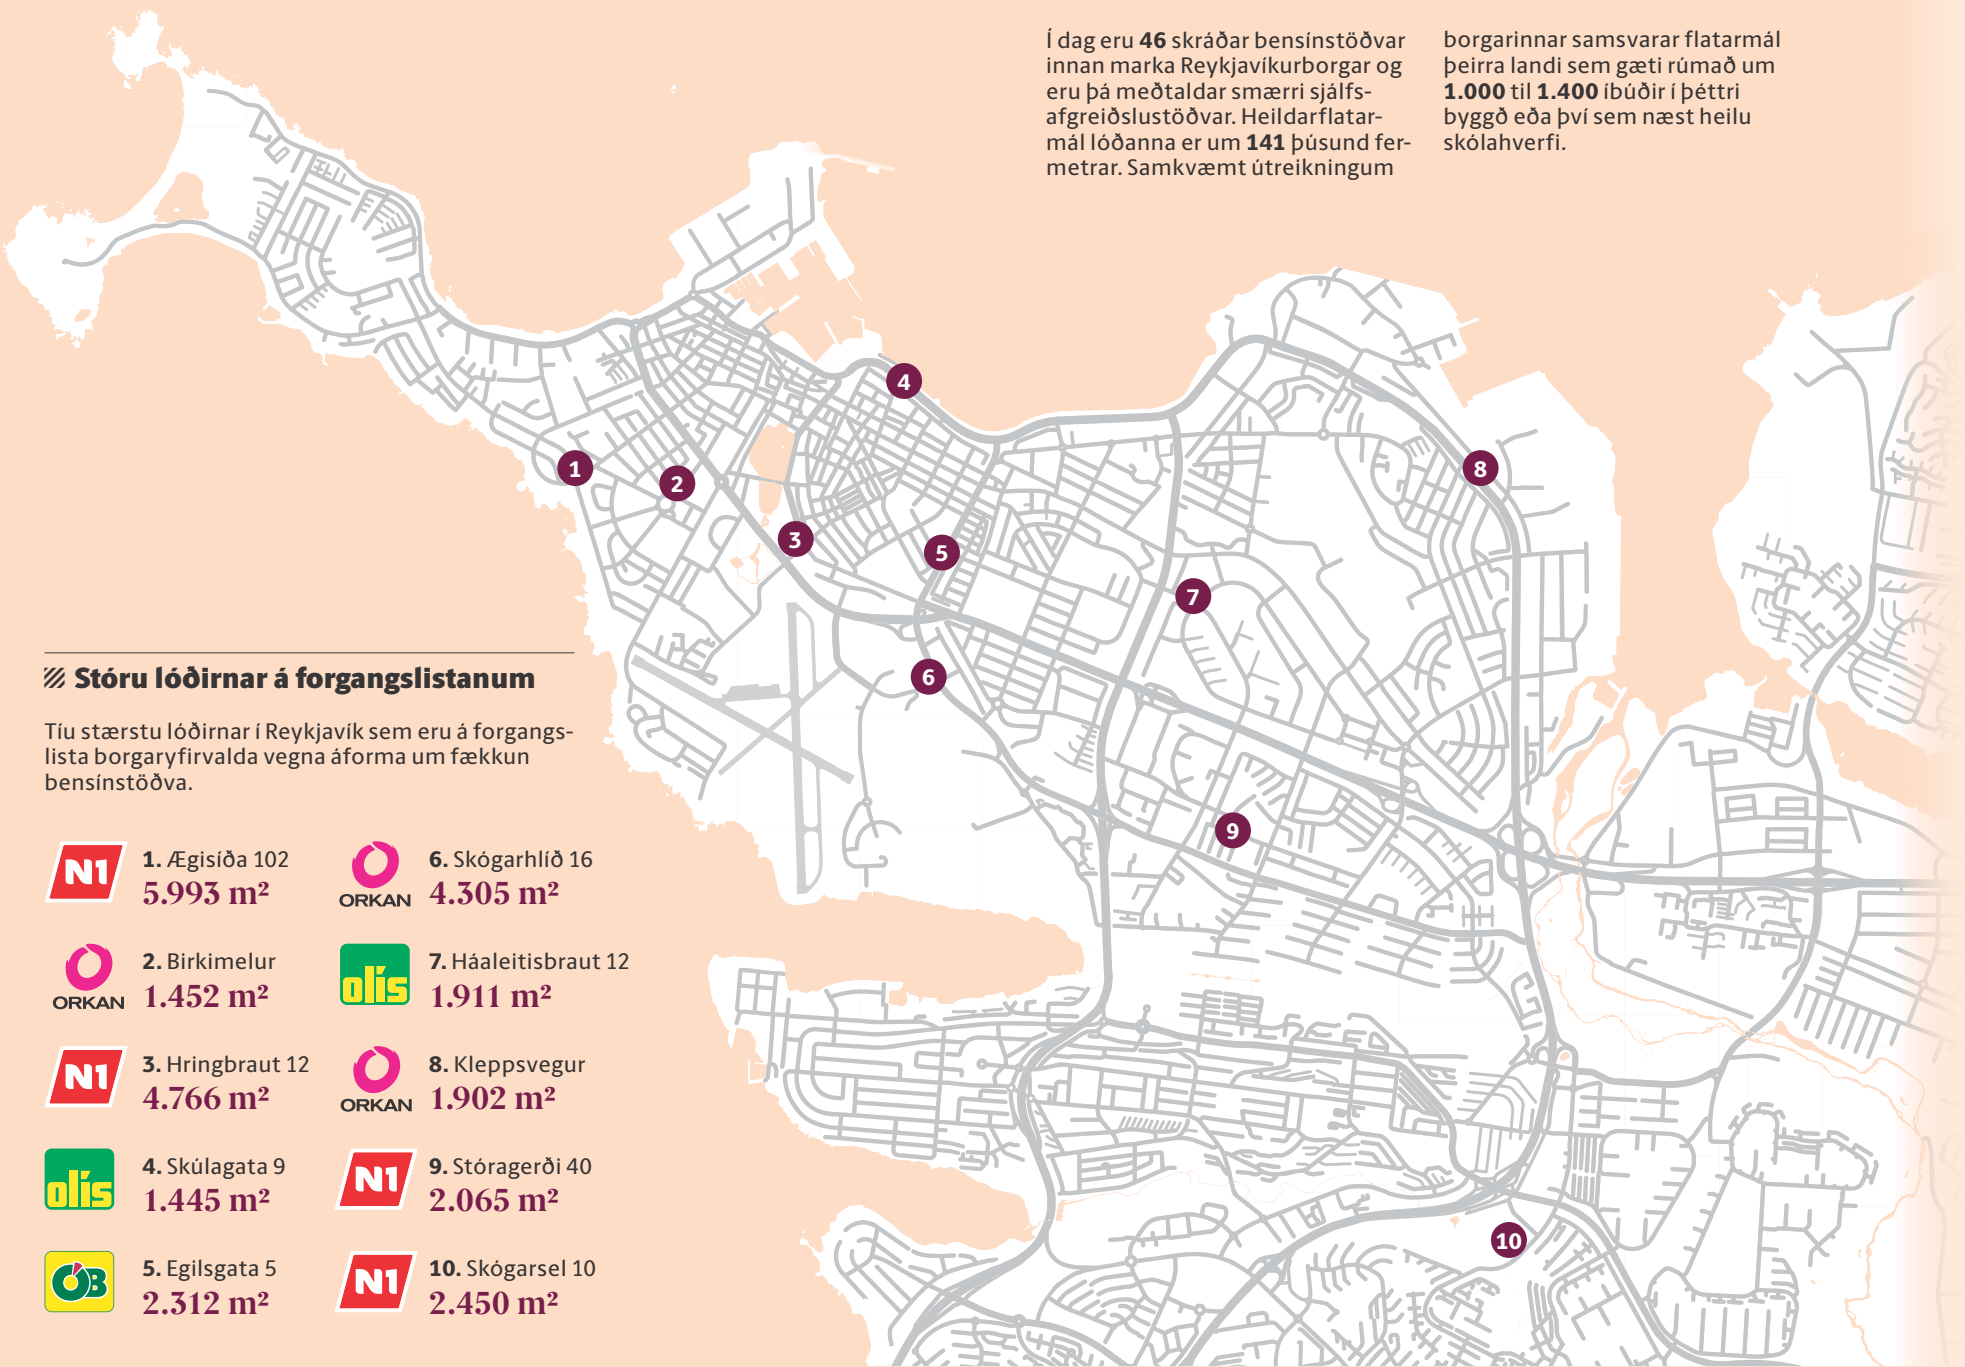 Í dag eru 46 skráðar bensínstöðvar
innan marka Reykjavíkurborgar og
eru þá meðtaldar smærri sjálfs-
afgreiðslustöðvar. Heildarflatar-
mál lóðanna er um 141 þúsund fer-
metrar. Samkvæmt útreikningum
borgarinnar samsvarar flatarmál
þeirra landi sem gæti rúmað um
1.000 til 1.400 íbúðir í þéttri
byggð eða því sem næst heilu
skólahverfi.
1
2
3
4
5
6
7
8
9
10
Stóru lóðirnar á forgangslistanum
Tíu stærstu lóðirnar í Reykjavík sem eru á forgangs-
lista borgaryfirvalda vegna áforma um fækkun
bensínstöðva.
N1
1. Ægisíða 102
5.993 m²
ORKAN
2. Birkimelur
1.452 m²
N1
3. Hringbraut 12
4.766 m²
olís
4. Skúlagata 9
1.445 m²
ÓB
5. Egilsgata 5
2.312 m²
ORKAN
6. Skógarhlíð 16
4.305 m²
olís
7. Háaleitisbraut 12
1.911 m²
ORKAN
8. Kleppsvegur
1.902 m²
N1
9. Stóragerði 40
2.065 m²
N1
10. Skógarsel 10
2.450 m²